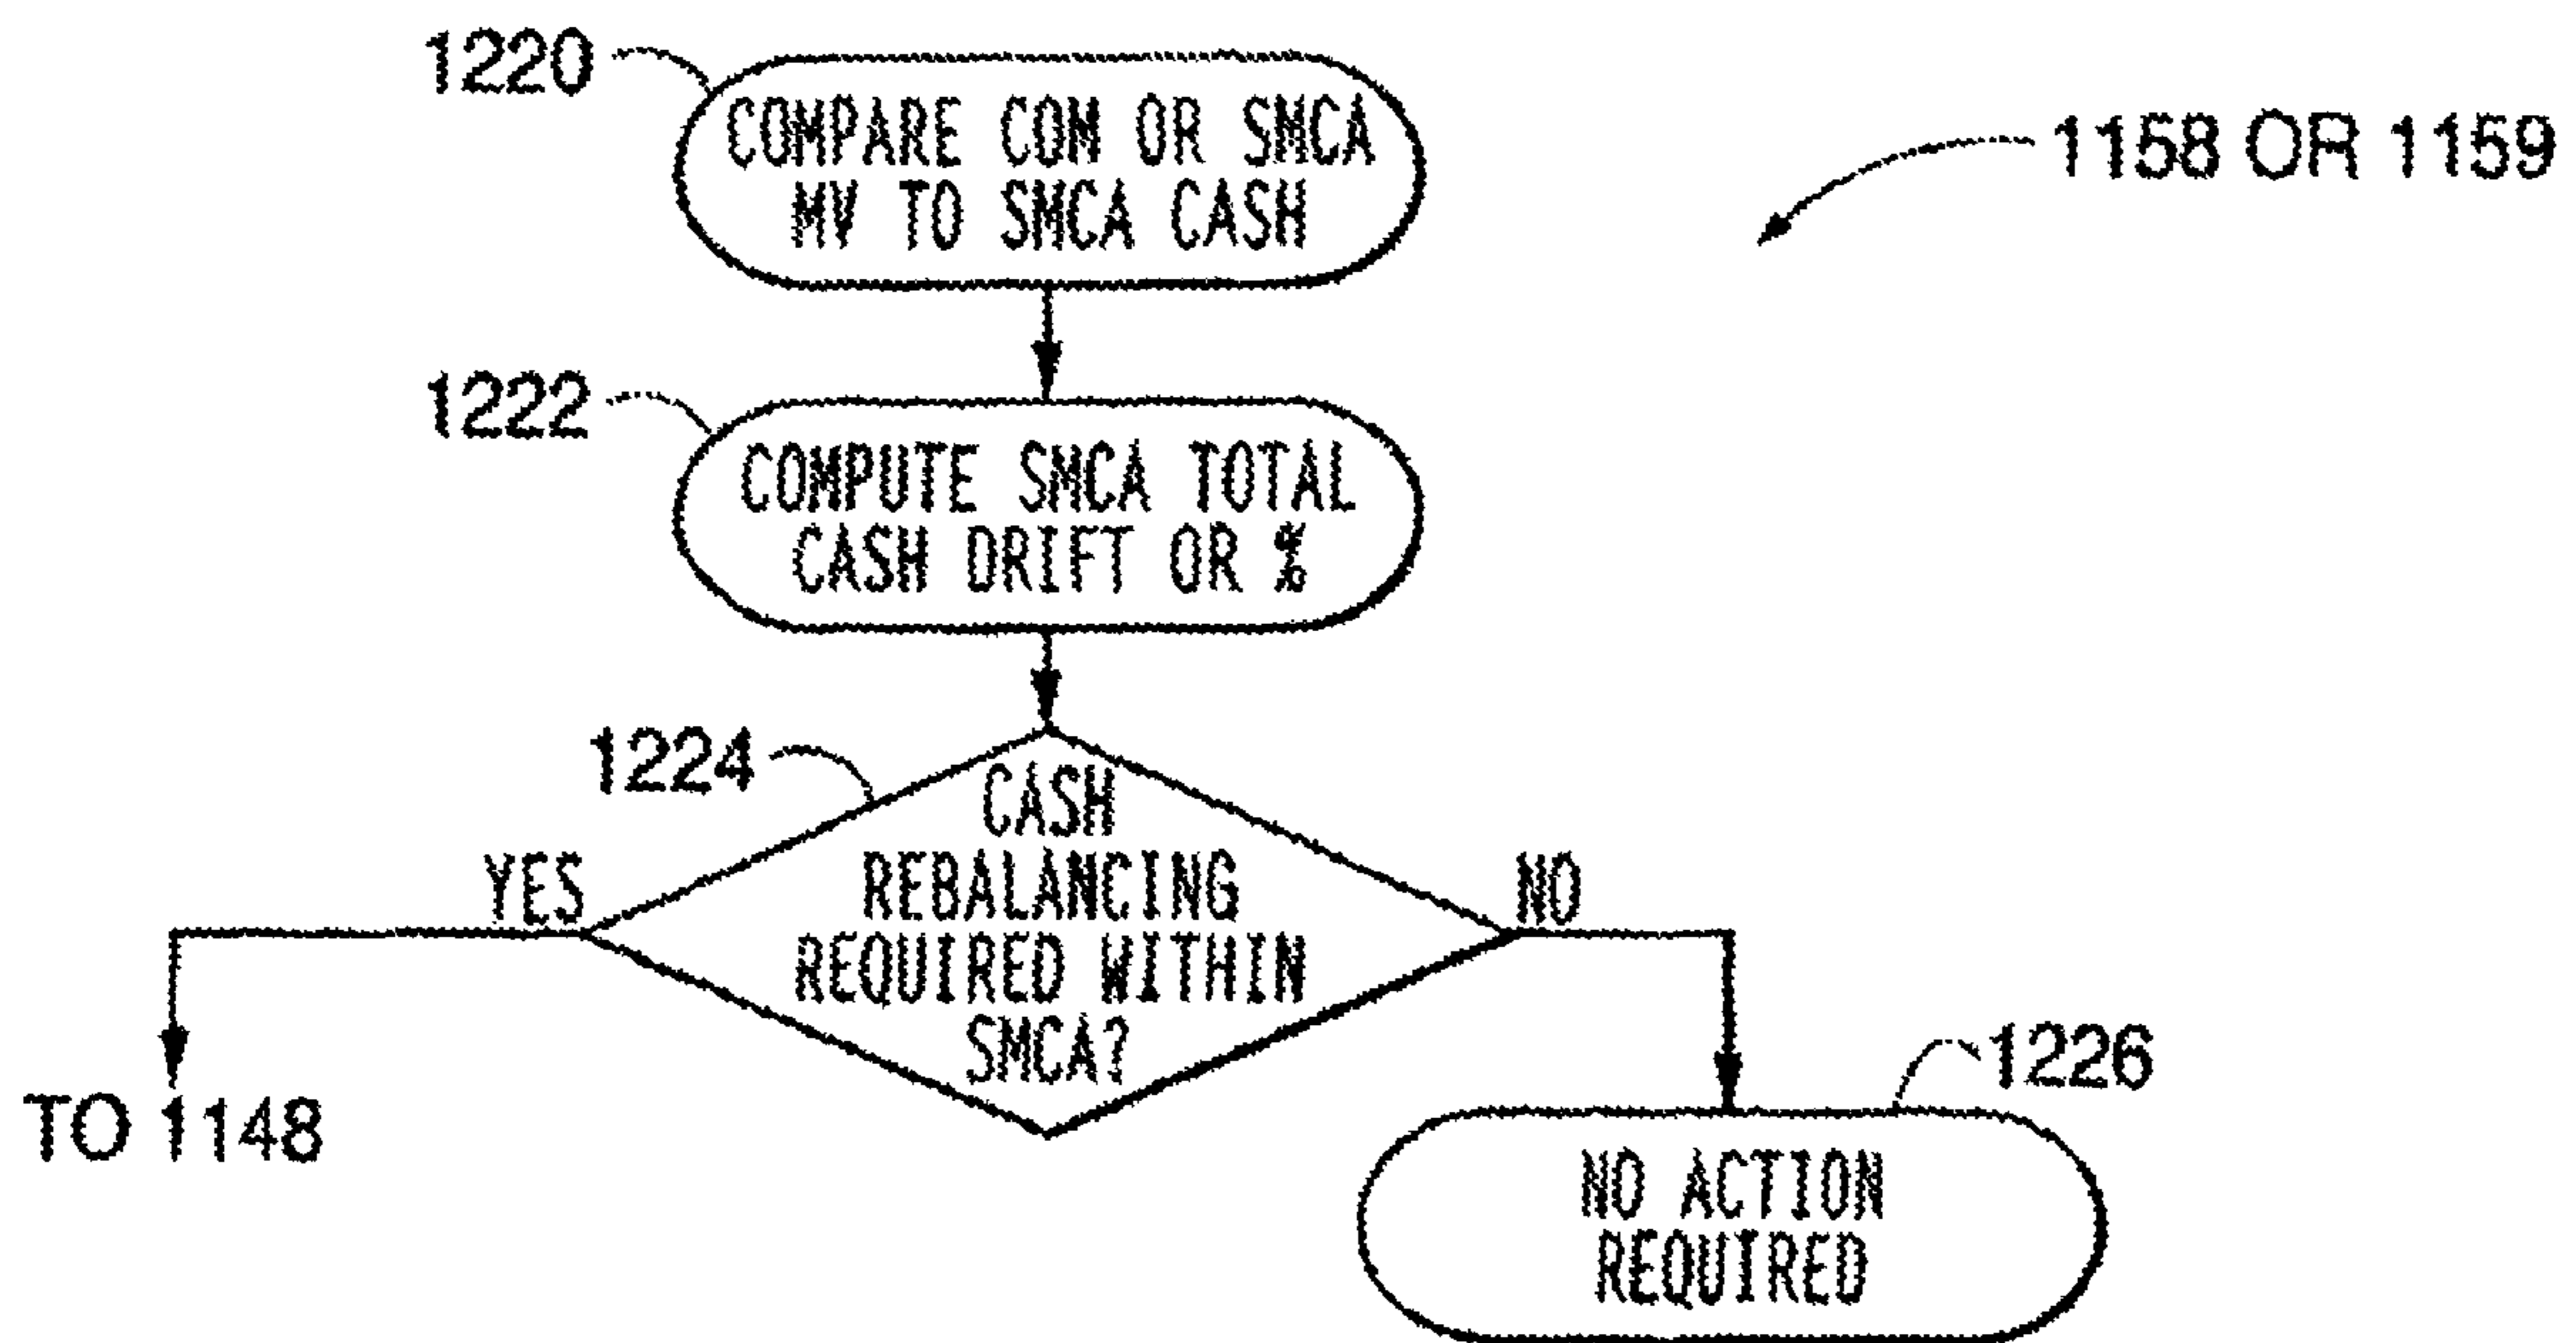 1220
COMPARE COM OR SMCA
MV TO SMCA CASH
1158 OR 1159
1222
COMPUTE SMCA TOTAL
CASH DRIFT OR %
1224
CASH
REBALANCING
REQUIRED WITHIN
SMCA?
YES
NO
TO 1148
1226
NO ACTION
REQUIRED